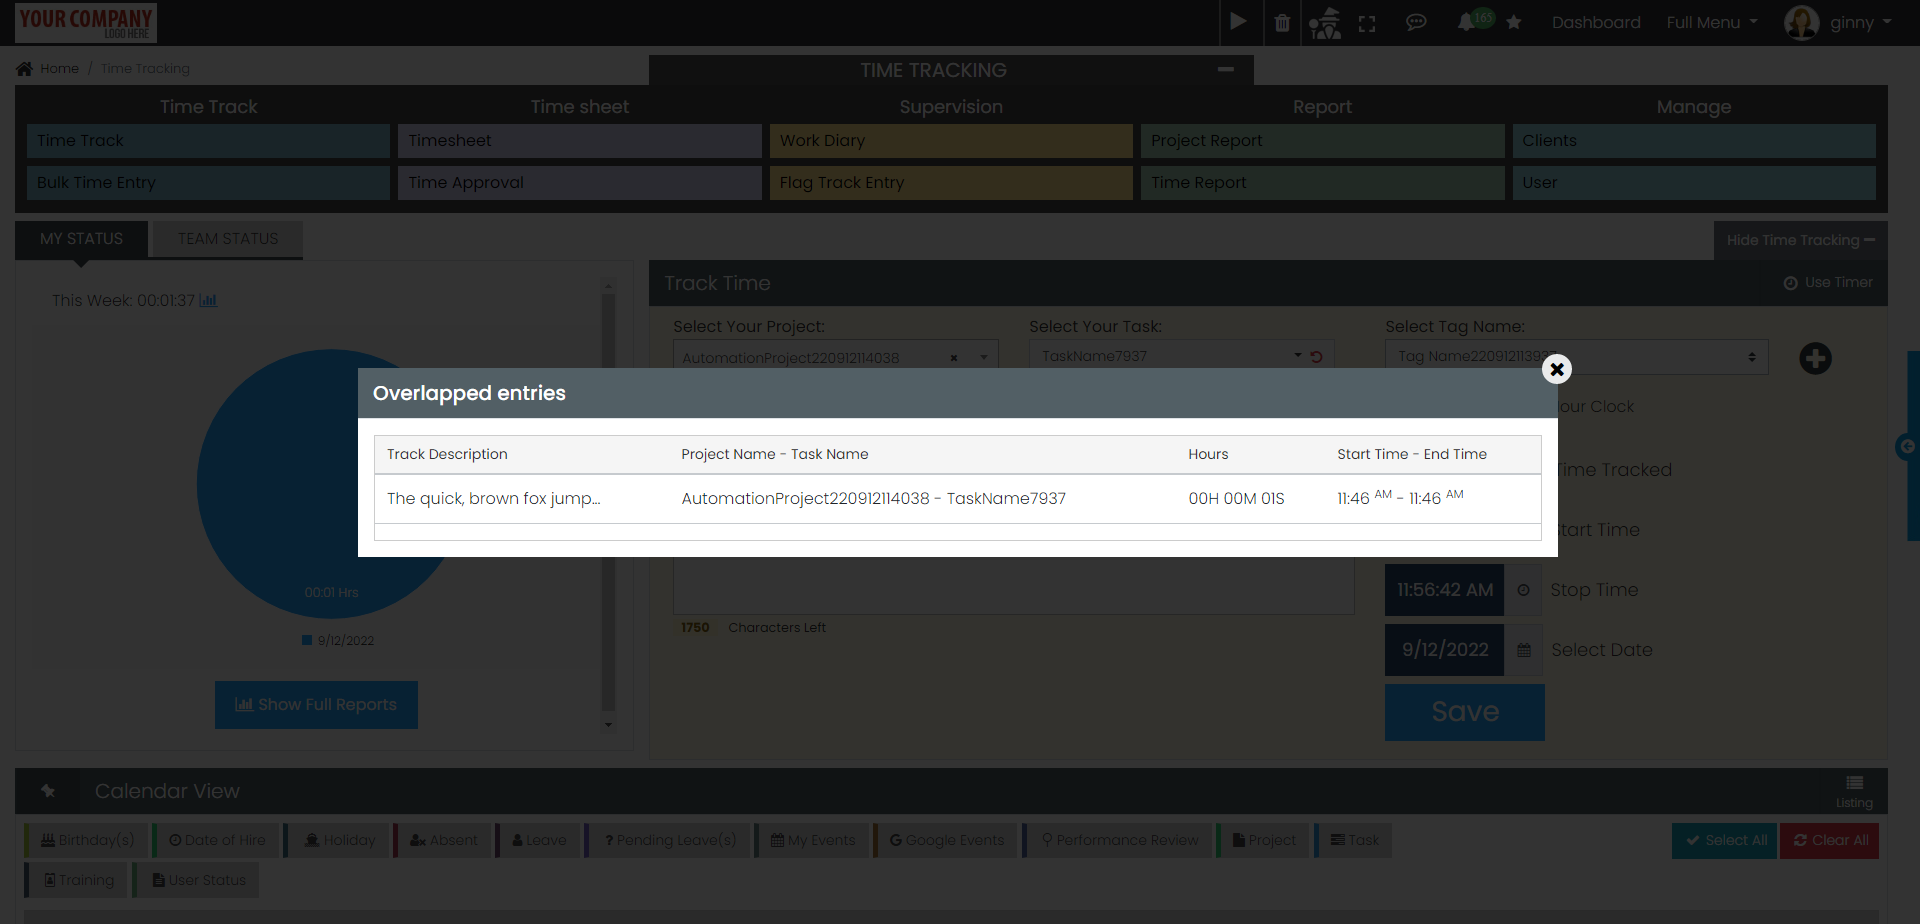 YOUR COMPANY
LOGO HERE
165
Dashboard
Full Menu
ginny
Home / Time Tracking
TIME TRACKING
Time Track
Time sheet
Supervision
Report
Manage
Time Track
Timesheet
Work Diary
Project Report
Clients
Bulk Time Entry
Time Approval
Flag Track Entry
Time Report
User
MY STATUS
TEAM STATUS
Hide Time Tracking
This Week: 00:01:37
00:01 Hrs
9/12/2022
Show Full Reports
Track Time
Use Timer
Select Your Project:
Select Your Task:
Select Tag Name:
AutomationProject220912114038
TaskName7937
Tag Name220912113937
Overlapped entries
Track Description
Project Name - Task Name
Hours
Start Time - End Time
The quick, brown fox jump...
AutomationProject220912114038 - TaskName7937
00H 00M 01S
11:46 AM - 11:46 AM
our Clock
Time Tracked
Start Time
11:56:42 AM
Stop Time
1750 Characters Left
9/12/2022
Select Date
Save
Calendar View
Listing
Birthday(s)
Date of Hire
Holiday
Absent
Leave
? Pending Leave(s)
My Events
Google Events
Performance Review
Project
Task
Select All
Clear All
Training
User Status